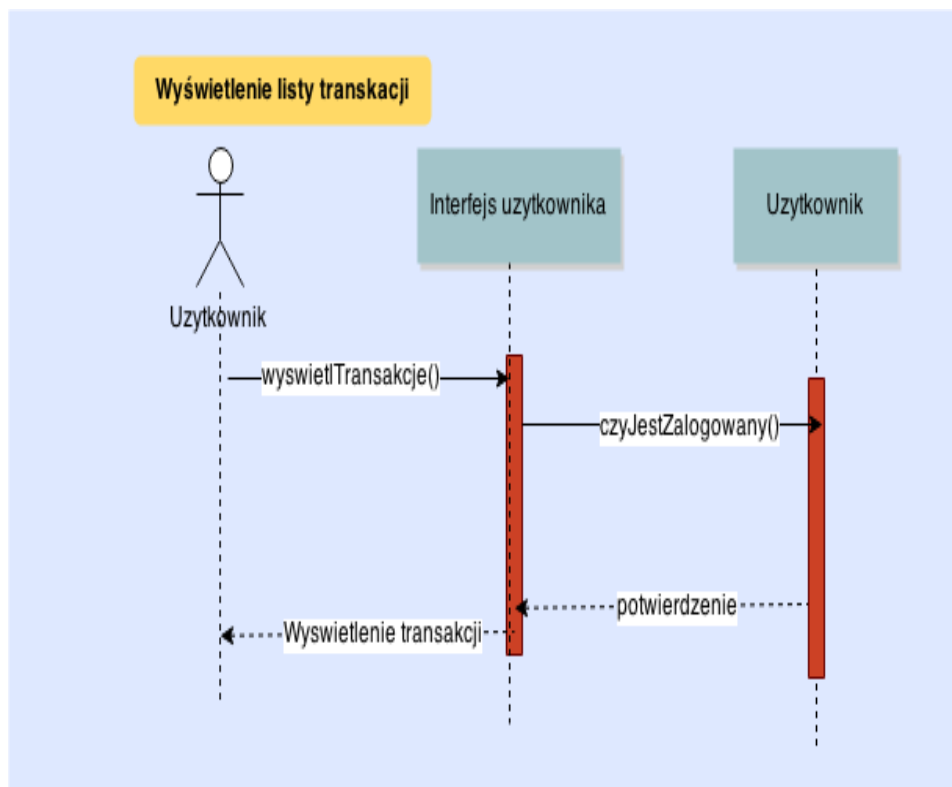 Wyświetlenie listy transkacji
Interfejs uzytkownika
Uzytkownik
Uzytkownik
wyswietlTransakcje()
czyJestZalogowany()
potwierdzenie
Wyswietlenie transakcji